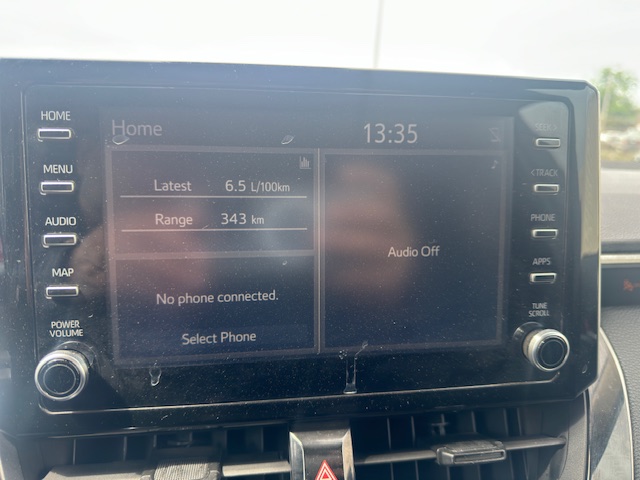 HOME
MENU
AUDIO
MAP
POWER
VOLUME
Home
13:35
Latest 6.5 L/100km
Range 343 km
No phone connected.
Select Phone
Audio Off
<TRACK
PHONE
APPS
TUNE
SCROLL